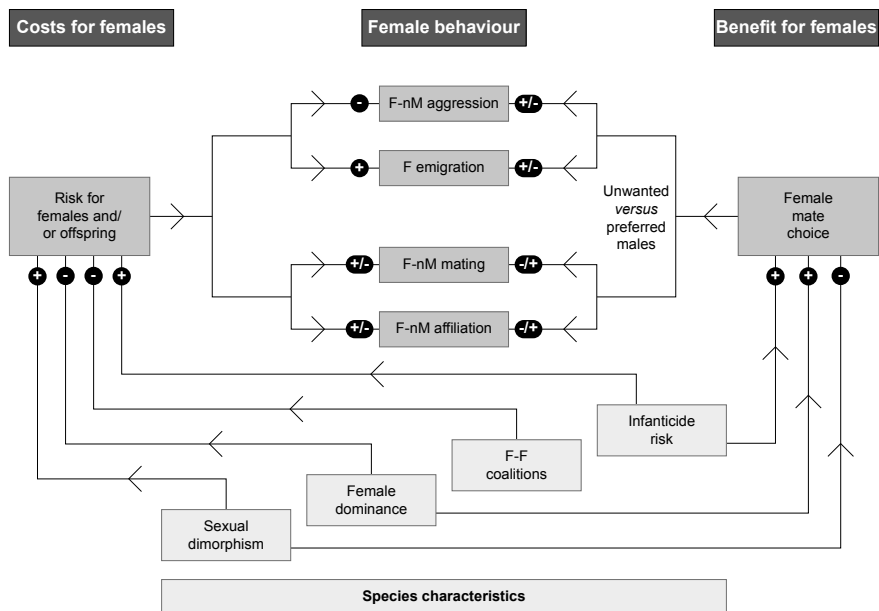 Costs for females
Female behaviour
Benefit for females
- F-nM aggression +/-
+ F emigration +/-
Risk for
females and/
or offspring
Unwanted
versus
preferred
males
Female
mate
choice
+/- F-nM mating -/+
+/- F-nM affiliation -/+
+ - - +
+ + -
Infanticide
risk
F-F
coalitions
Female
dominance
Sexual
dimorphism
Species characteristics